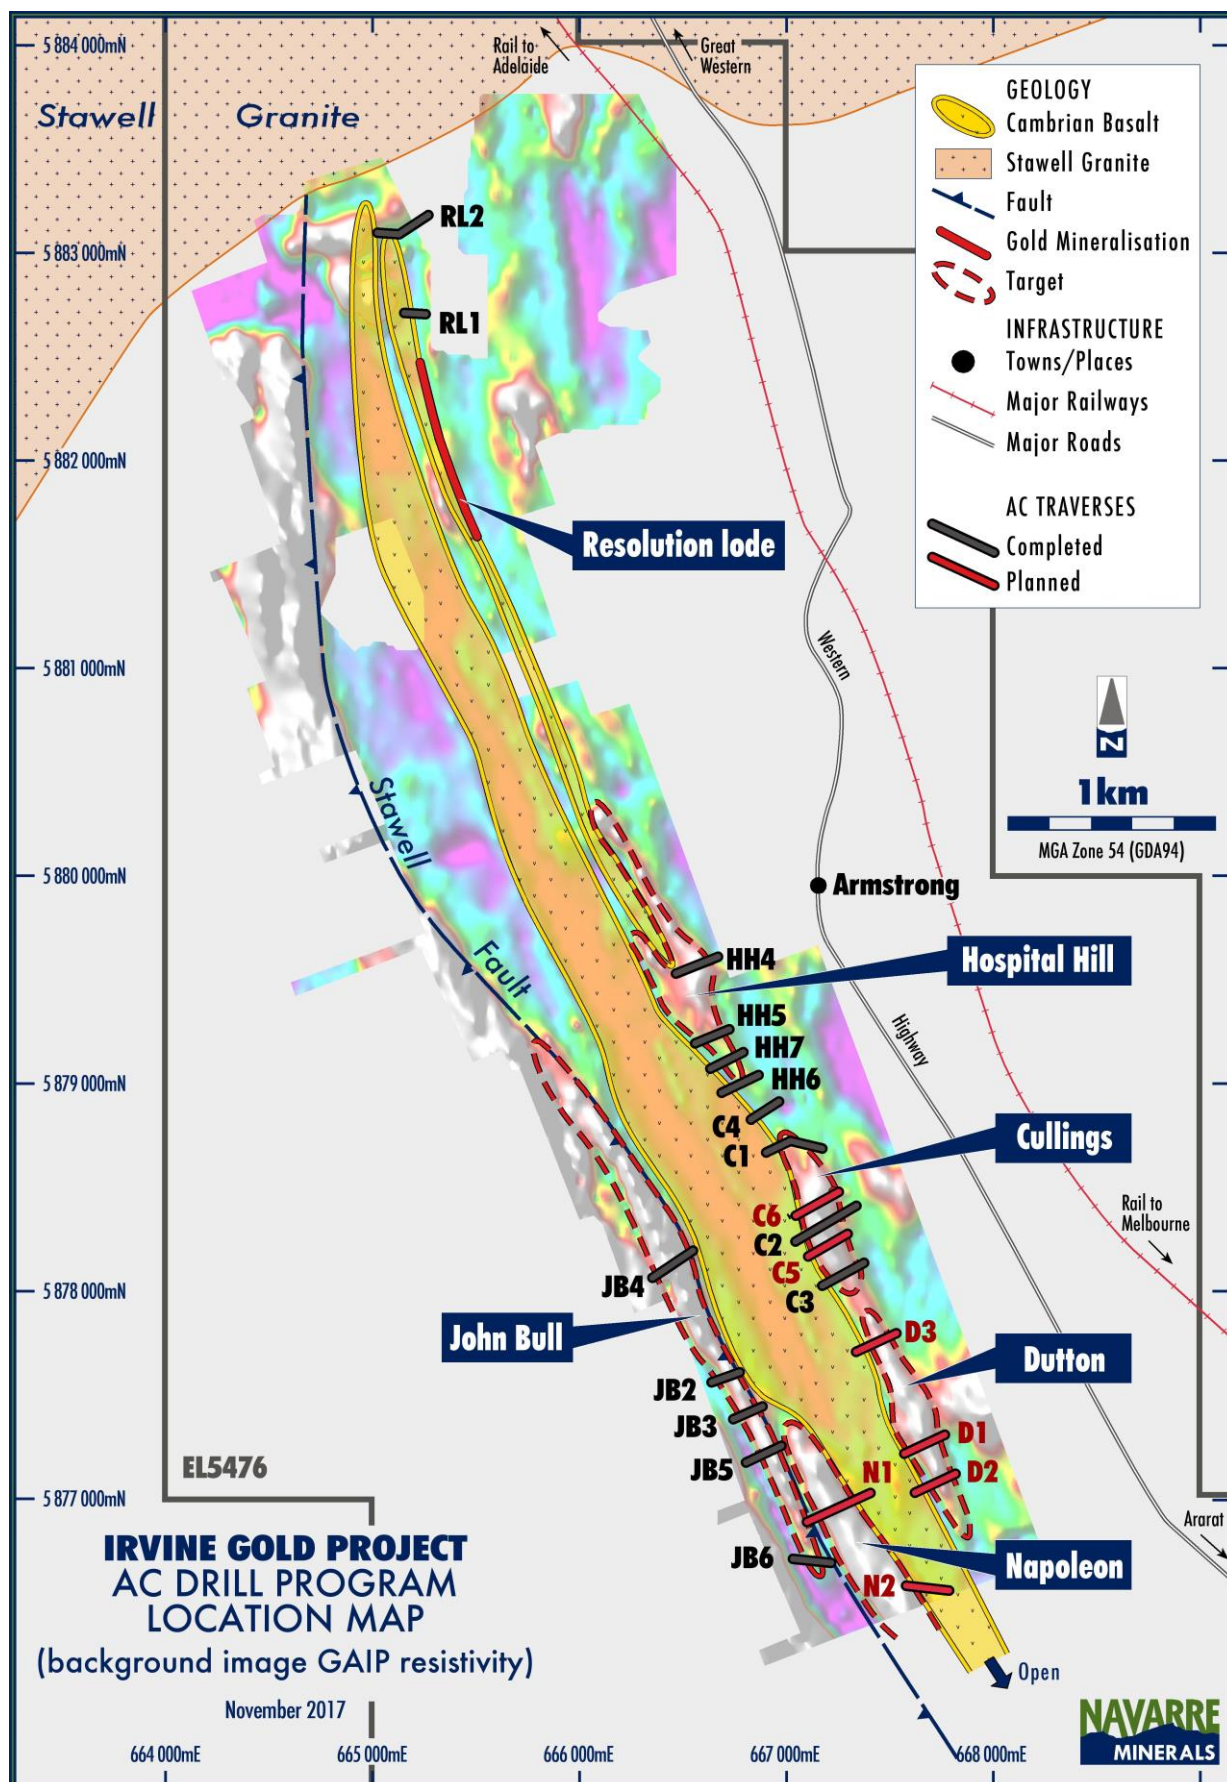 5 884 000mN
Rail to
Adelaide
Great
Western
Stawell Granite
GEOLOGY
Cambrian Basalt
Stawell Granite
Fault
Gold Mineralisation
Target
INFRASTRUCTURE
Towns/Places
Major Railways
Major Roads
AC TRAVERSES
Completed
Planned
RL2
5 883 000mN
RL1
5 882 000mN
Resolution lode
Western
5 881 000mN
N
1km
MGA Zone 54 (GDA94)
Stawell
Fault
5 880 000mN
Armstrong
HH4
Hospital Hill
HH5
HH7
HH6
Highway
5 879 000mN
C4
C1
Cullings
Rail to
Melbourne
C6
C2
C5
C3
JB4
5 878 000mN
John Bull
D3
Dutton
JB2
JB3
JB5
D1
D2
N1
EL5476
5 877 000mN
Ararat
JB6
Napoleon
N2
IRVINE GOLD PROJECT
AC DRILL PROGRAM
LOCATION MAP
(background image GAIP resistivity)
November 2017
Open
NAVARRE
MINERALS
664 000mE
665 000mE
666 000mE
667 000mE
668 000mE